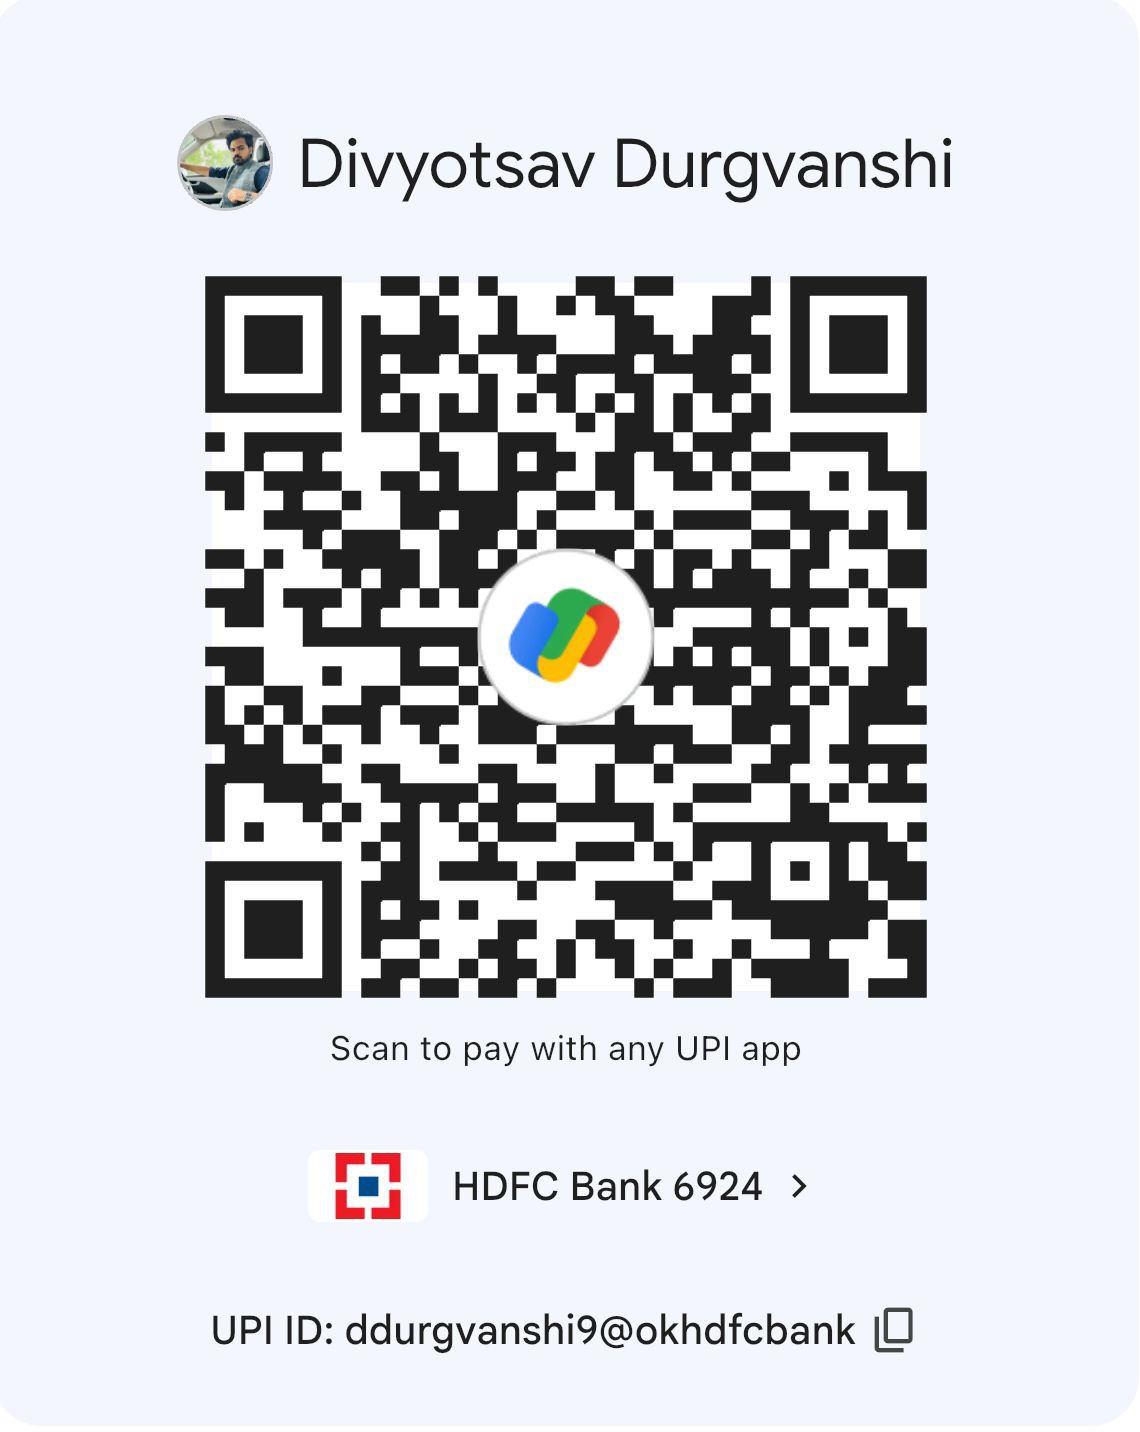 Divyotsav Durgvanshi
Scan to pay with any UPI app
HDFC Bank 6924
UPI ID: ddurgvanshi9@okhdfcbank